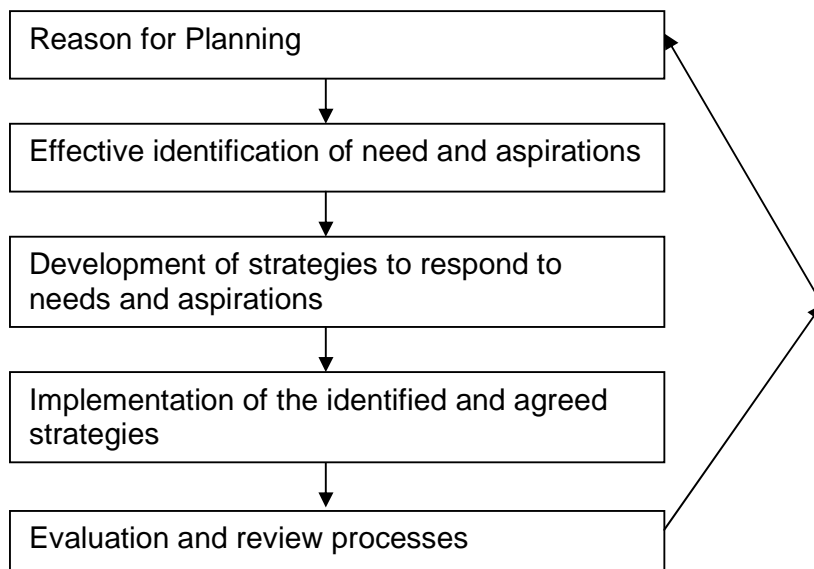 Reason for Planning
Effective identification of need and aspirations
Development of strategies to respond to
needs and aspirations
Implementation of the identified and agreed
strategies
Evaluation and review processes